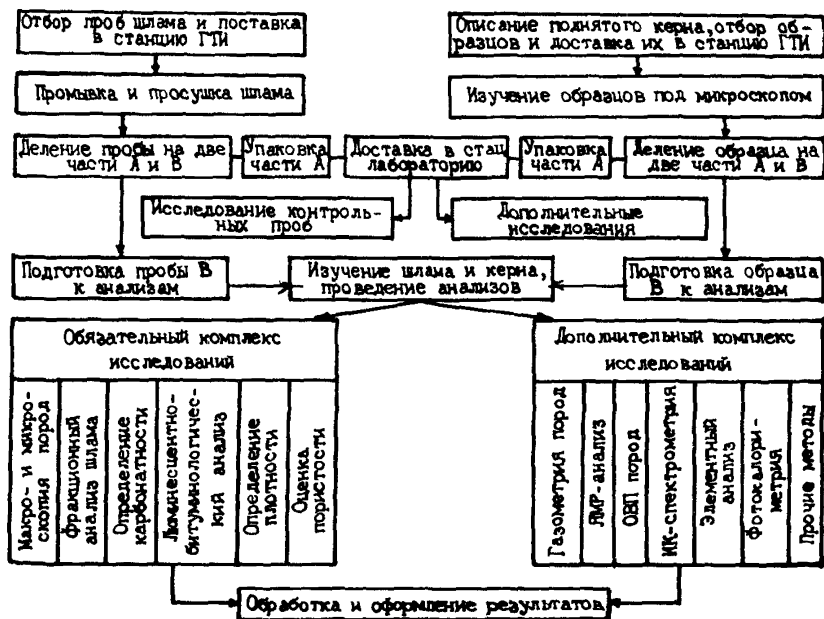 Отбор проб шлама и поставка
в станцию ГТИ
Описание поднятого керна, отбор об-
разцов и доставка их в станцию ГТИ
Промывка и просушка шлама
Изучение образцов под микроскопом
Деление пробы на две
части А и В
Упаковка
части А
Доставка в стац
лабораторию
Упаковка
части А
Деление образца на
две части А и В
Исследование контроль-
ных проб
Дополнительные
исследования
Подготовка пробы В
к анализам
Изучение шлама и керна,
проведение анализов
Подготовка образца
В к анализам
Обязательный комплекс
исследований
Дополнительный комплекс
исследований
Макро- и микро-
скопия пород
Фракционный
анализ шлама
Определение
карбонатности
Люминесцентно-
битуминологичес-
кий анализ
Определение
плотности
Оценка
пористости
Газометрия пород
ЯМР-анализ
ОВП пород
ИК-спектрометрия
Элементный
анализ
Фотокалори-
метрия
Прочие методы
Обработка и оформление результатов